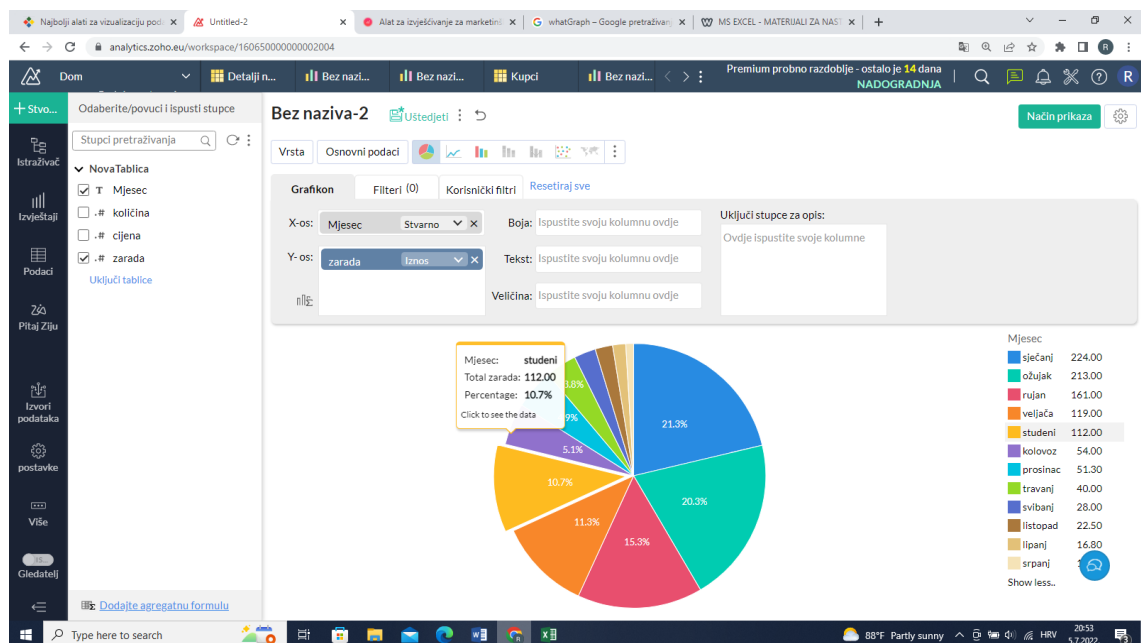 Najbolji alati za vizualizaciju poda
Untitled-2
Alat za izvješćivanje za marketin
whatGraph – Google pretraživan
MS EXCEL - MATERIJALI ZA NAST
analytics.zoho.eu/workspace/160650000000002004
R
Dom
Detalji n...
Bez nazi...
Bez nazi...
Kupci
Bez nazi...
Premium probno razdoblje - ostalo je 14 dana
NADOGRADNJA
R
+ Stvo...
Odaberite/povuci i ispusti stupce
Bez naziva-2
Uštedjeti
Način prikaza
Istraživač
Izvještaji
Podaci
Pitaj Ziju
Izvori
podataka
postavke
Više
Gledatelj
Stupci pretraživanja
NovaTablica
T Mjesec
.# količina
.# cijena
.# zarada
Uključi tablice
Dodajte agregatnu formulu
Vrsta
Osnovni podaci
Grafikon
Filteri (0)
Korisnički filtri
Resetiraj sve
X-os: Mjesec Stvarno
Y- os: zarada Iznos
Boja: Ispustite svoju kolumnu ovdje
Tekst: Ispustite svoju kolumnu ovdje
Veličina: Ispustite svoju kolumnu ovdje
Uključi stupce za opis:
Ovdje ispustite svoje kolumne
Mjesec: studeni
Total zarada: 112.00
Percentage: 10.7%
Click to see the data
21.3%
20.3%
15.3%
11.3%
10.7%
5.1%
9%
3.8%
Mjesec
siječanj 224.00
ožujak 213.00
rujan 161.00
veljača 119.00
studeni 112.00
kolovoz 54.00
prosinac 51.30
travanj 40.00
svibanj 28.00
listopad 22.50
lipanj 16.80
srpanj
Show less..
Type here to search
88°F Partly sunny
HRV
20:53
5.7.2022.
3